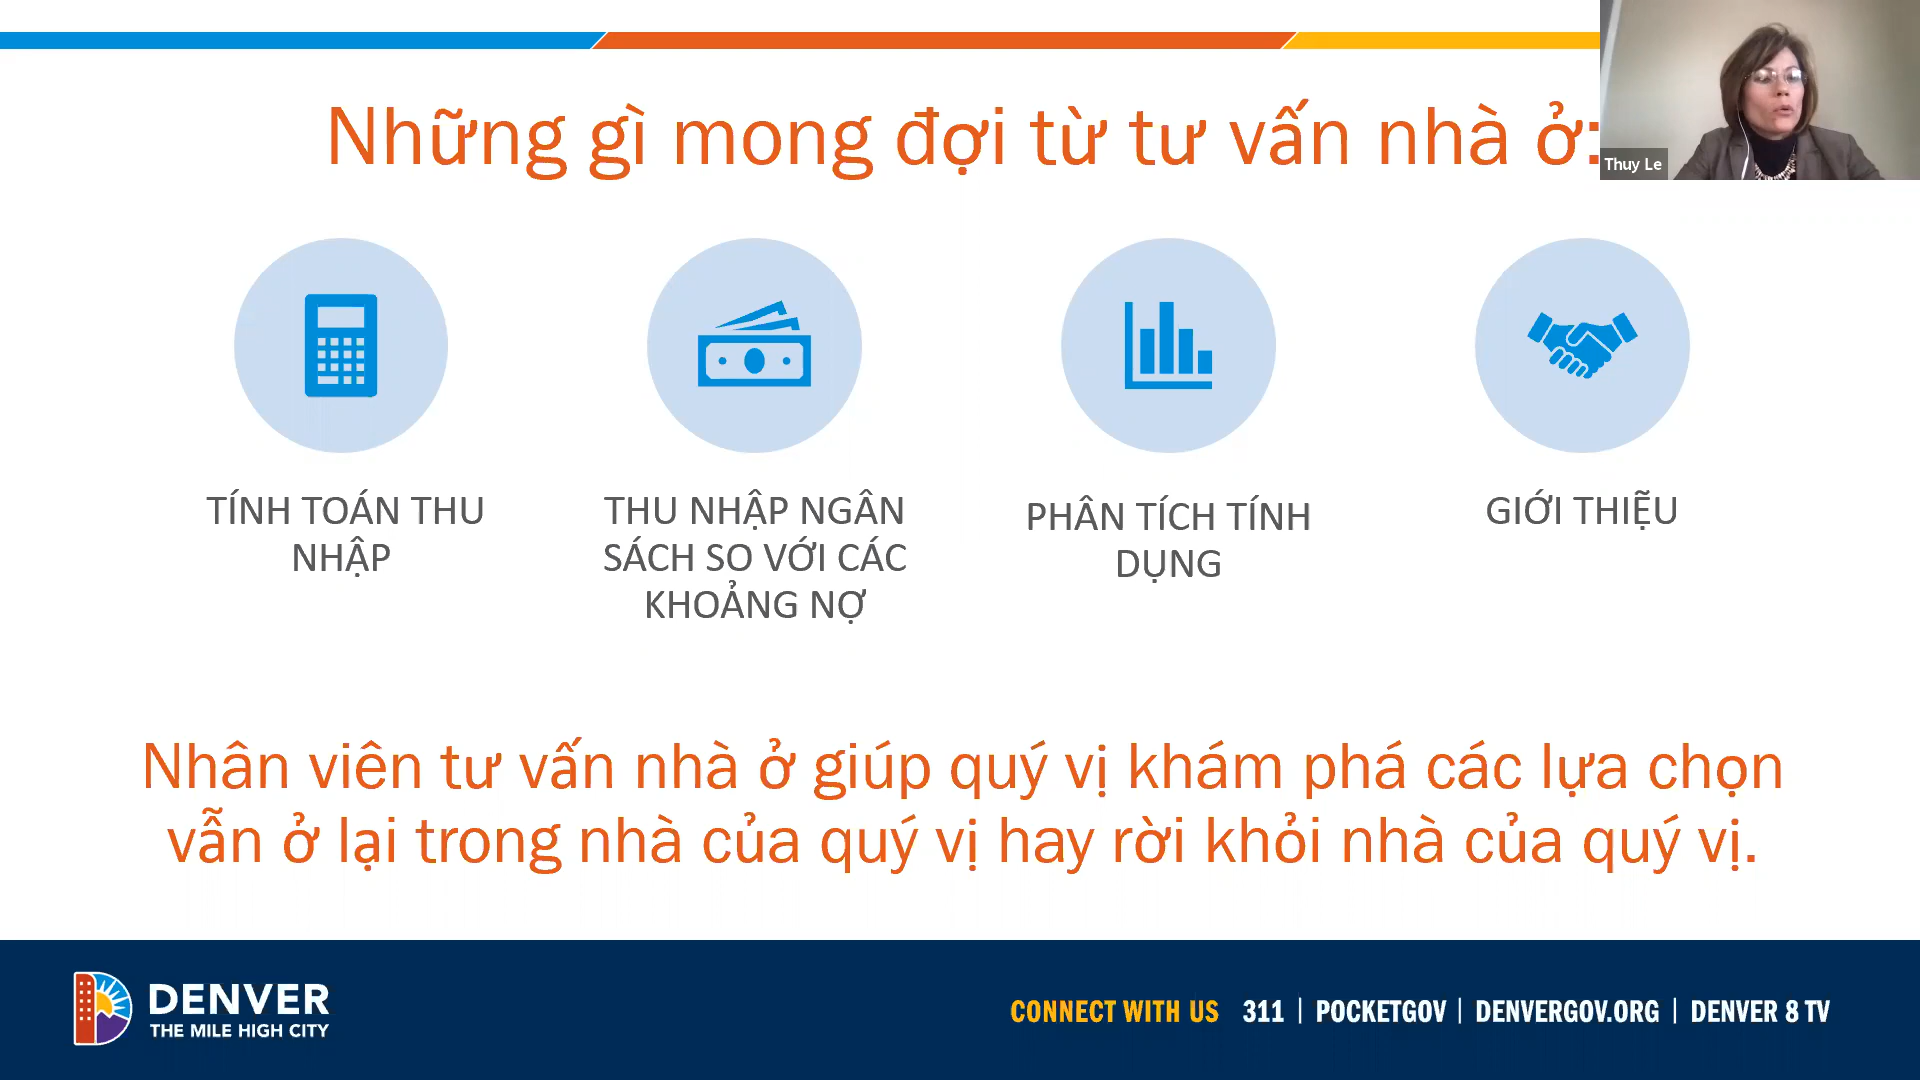 Những gì mong đợi từ tư vấn nhà ở:
Thuy Le
TÍNH TOÁN THU
NHẬP
THU NHẬP NGÂN
SÁCH SO VỚI CÁC
KHOẢNG NỢ
PHÂN TÍCH TÍNH
DỤNG
GIỚI THIỆ̃U
Nhân viên tư vấn nhà ở giúp quý vị khám phá các lựa chọn
vẫn ở lại trong nhà của quý vị hay rời khỏi nhà của quý vị.
DENVER
THE MILE HIGH CITY
CONNECT WITH US 311 | POCKETGOV | DENVERGOV.ORG | DENVER 8 TV